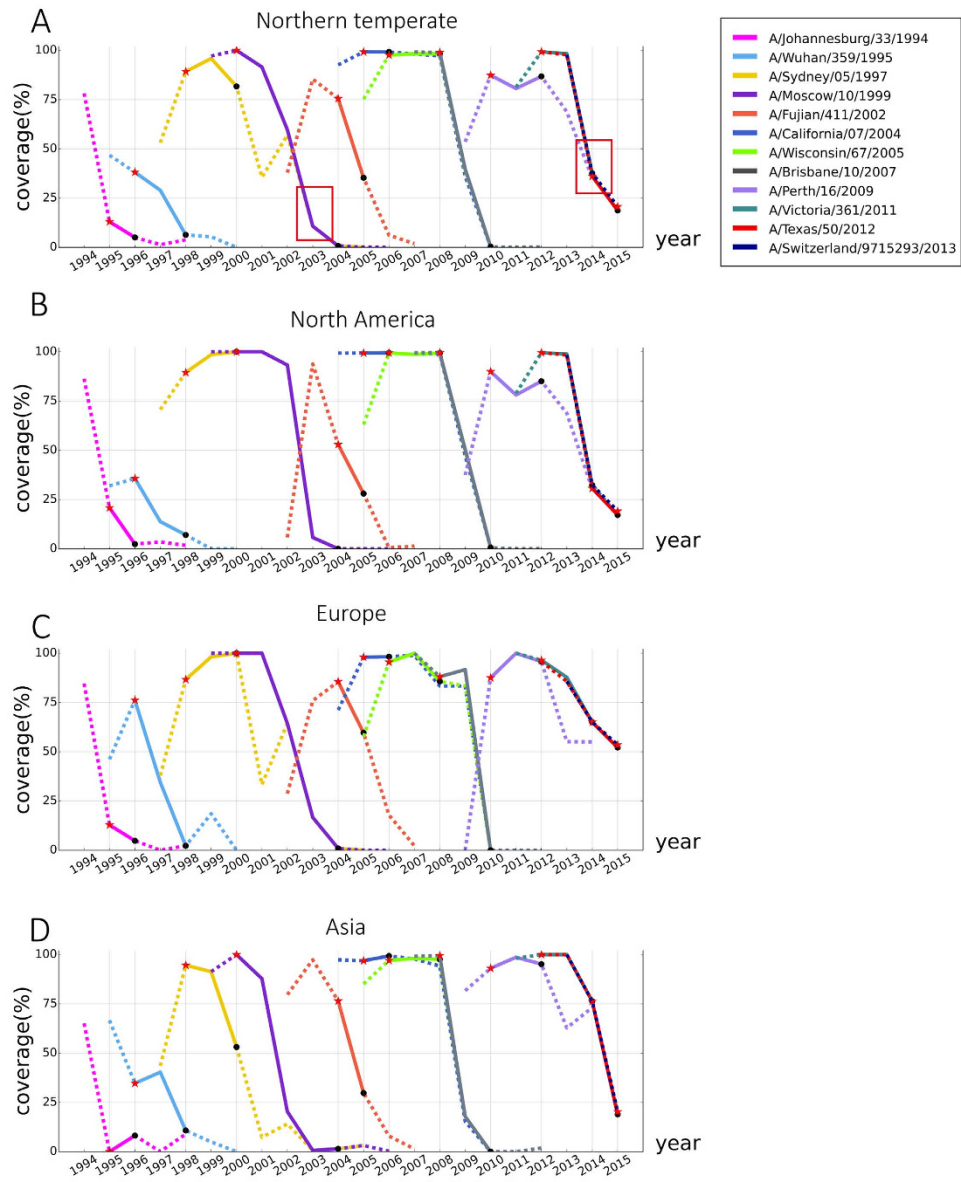 A
Northern temperate
100
75
50
25
0
coverage(%)
1994 1995 1996 1997 1998 1999 2000 2001 2002 2003 2004 2005 2006 2007 2008 2009 2010 2011 2012 2013 2014 2015
year
A/Johannesburg/33/1994
A/Wuhan/359/1995
A/Sydney/05/1997
A/Moscow/10/1999
A/Fujian/411/2002
A/California/07/2004
A/Wisconsin/67/2005
A/Brisbane/10/2007
A/Perth/16/2009
A/Victoria/361/2011
A/Texas/50/2012
A/Switzerland/9715293/2013
B
North America
100
75
50
25
0
coverage(%)
1994 1995 1996 1997 1998 1999 2000 2001 2002 2003 2004 2005 2006 2007 2008 2009 2010 2011 2012 2013 2014 2015
year
C
Europe
100
75
50
25
0
coverage(%)
1994 1995 1996 1997 1998 1999 2000 2001 2002 2003 2004 2005 2006 2007 2008 2009 2010 2011 2012 2013 2014 2015
year
D
Asia
100
75
50
25
0
coverage(%)
1994 1995 1996 1997 1998 1999 2000 2001 2002 2003 2004 2005 2006 2007 2008 2009 2010 2011 2012 2013 2014 2015
year